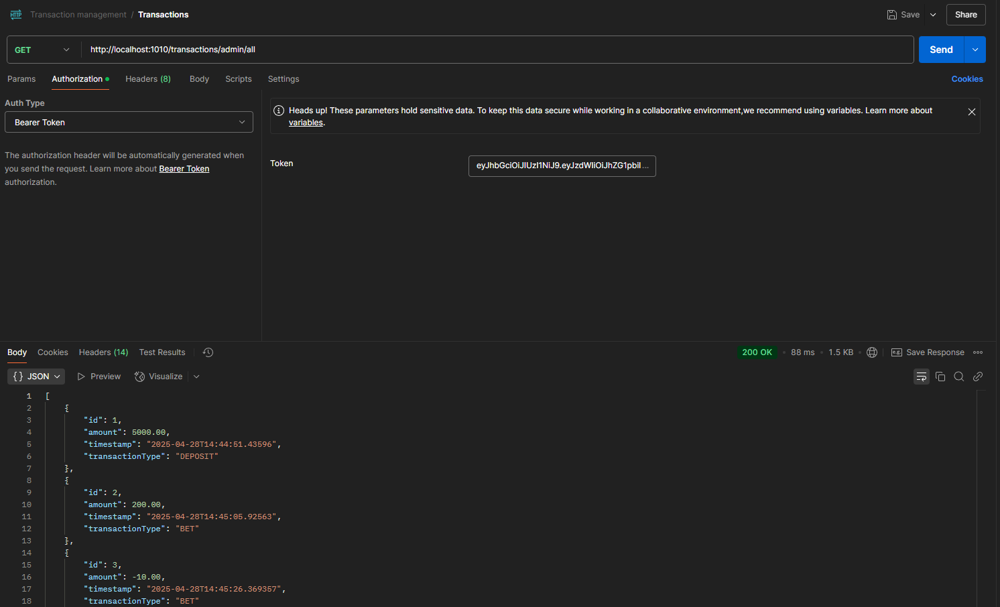 HTTP Transaction management / Transactions
Save
Share
GET
http://localhost:1010/transactions/admin/all
Send
Params
Authorization
Headers (8)
Body
Scripts
Settings
Cookies
Auth Type
Bearer Token
The authorization header will be automatically generated when
you send the request. Learn more about Bearer Token
authorization.
Heads up! These parameters hold sensitive data. To keep this data secure while working in a collaborative environment,we recommend using variables. Learn more about
variables.
Token
eyJhbGciOiJIUzI1NiJ9.eyJzdWIiOiJhZG1pbiI ...
Body
Cookies
Headers (14)
Test Results
200 OK • 88 ms • 1.5 KB
e.g. Save Response
{} JSON
Preview
Visualize
1 [
2 {
3 "id": 1,
4 "amount": 5000.00,
5 "timestamp": "2025-04-28T14:44:51.43596",
6 "transactionType": "DEPOSIT"
7 },
8 {
9 "id": 2,
10 "amount": 200.00,
11 "timestamp": "2025-04-28T14:45:05.92563",
12 "transactionType": "BET"
13 },
14 {
15 "id": 3,
16 "amount": -10.00,
17 "timestamp": "2025-04-28T14:45:26.369357",
18 "transactionType": "BET"